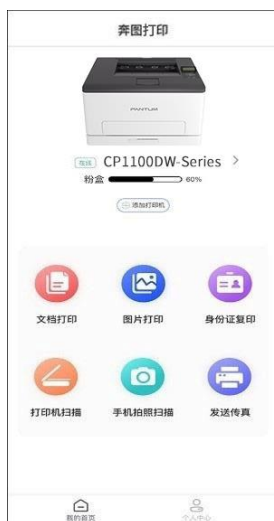 奔图打印
PANTUM
在线 CP1100DW-Series
粉盒 60%
添加打印机
文档打印 图片打印 身份证复印
打印机扫描 手机拍照扫描 发送传真
我的首页 个人中心